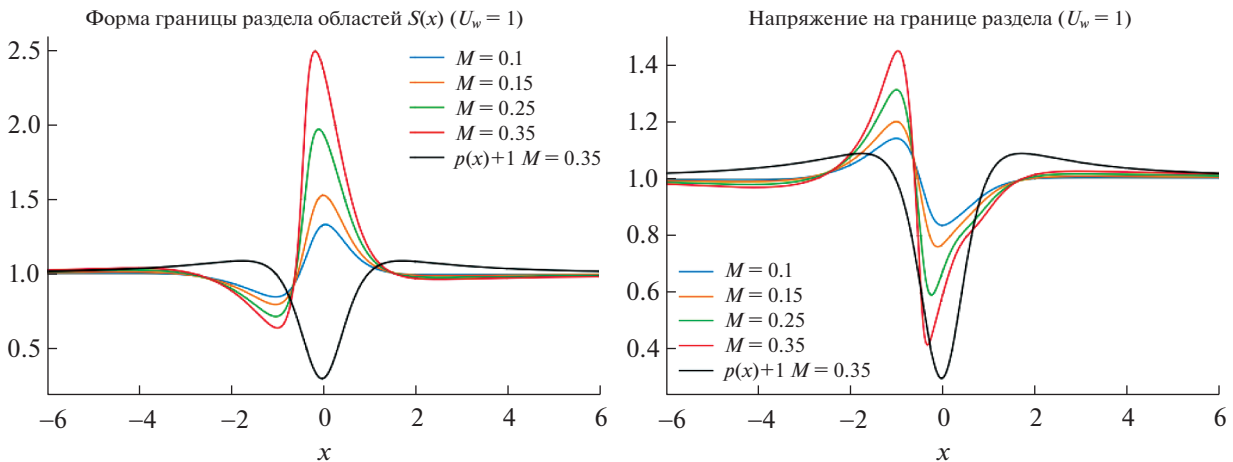 Форма границы раздела областей S(x) (U_w = 1)
2.5
2.0
1.5
1.0
0.5
M = 0.1
M = 0.15
M = 0.25
M = 0.35
p(x)+1 M = 0.35
−6 −4 −2 0 2 4 6
x
Напряжение на границе раздела (U_w = 1)
1.4
1.2
1.0
0.8
0.6
0.4
M = 0.1
M = 0.15
M = 0.25
M = 0.35
p(x)+1 M = 0.35
−6 −4 −2 0 2 4 6
x